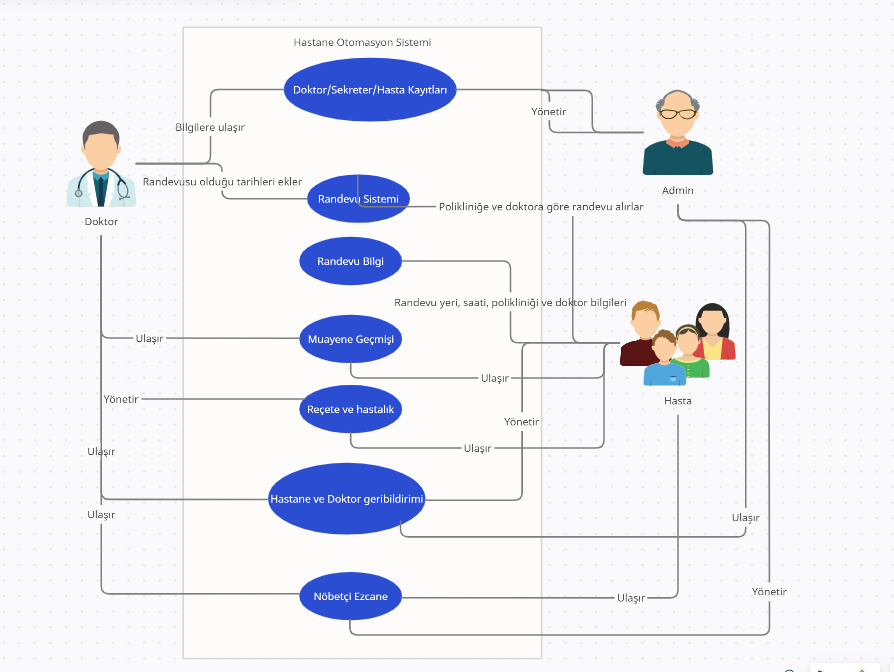 Hastane Otomasyon Sistemi
Doktor/Sekreter/Hasta Kayıtları
Yönetir
Bilgilere ulaşır
Randevusu olduğu tarihleri ekler
Admin
Randevu Sistemi
Polikliniğe ve doktora göre randevu alırlar
Doktor
Randevu Bilgi
Randevu yeri, saati, polikliniği ve doktor bilgileri
Ulaşır
Muayene Geçmişi
Ulaşır
Yönetir
Hasta
Reçete ve hastalık
Yönetir
Ulaşır
Ulaşır
Hastane ve Doktor geribildirimi
Ulaşır
Ulaşır
Nöbetçi Ezcane
Ulaşır
Yönetir